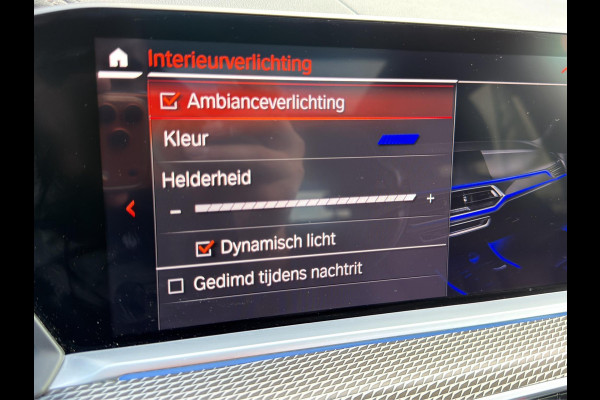 Interieurverlichting
Ambianceverlichting
Kleur
Helderheid
– +
Dynamisch licht
Gedimd tijdens nachtrit